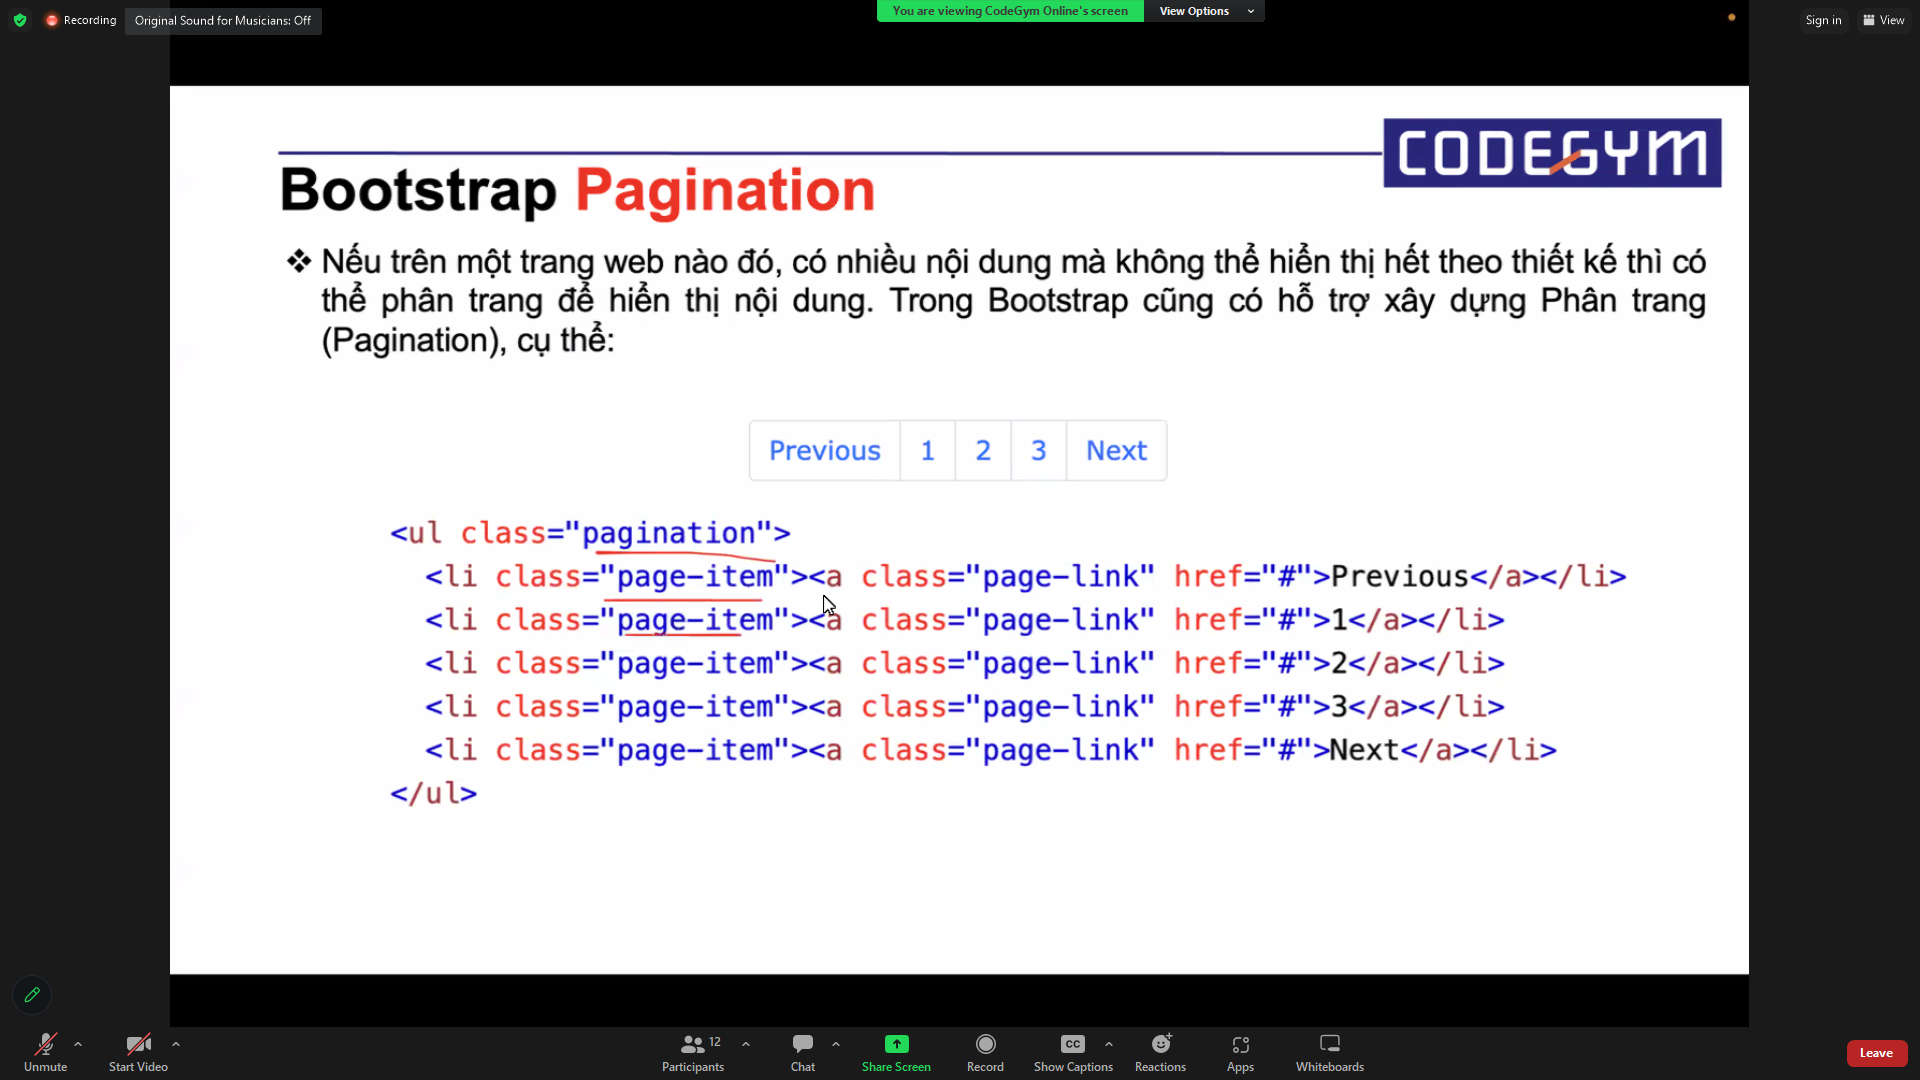 Recording
Original Sound for Musicians: Off
You are viewing CodeGym Online's screen
View Options
Sign in
View
CODEGYM
Bootstrap Pagination
❖ Nếu trên một trang web nào đó, có nhiều nội dung mà không thể hiển thị hết theo thiết kế thì có
thể phân trang để hiển thị nội dung. Trong Bootstrap cũng có hỗ trợ xây dựng Phân trang
(Pagination), cụ thể:
Previous 1 2 3 Next
<ul class="pagination">
<li class="page-item"><a class="page-link" href="#">Previous</a></li>
<li class="page-item"><a class="page-link" href="#">1</a></li>
<li class="page-item"><a class="page-link" href="#">2</a></li>
<li class="page-item"><a class="page-link" href="#">3</a></li>
<li class="page-item"><a class="page-link" href="#">Next</a></li>
</ul>
Unmute
Start Video
12
Participants
Chat
Share Screen
Record
CC
Show Captions
Reactions
Apps
Whiteboards
Leave